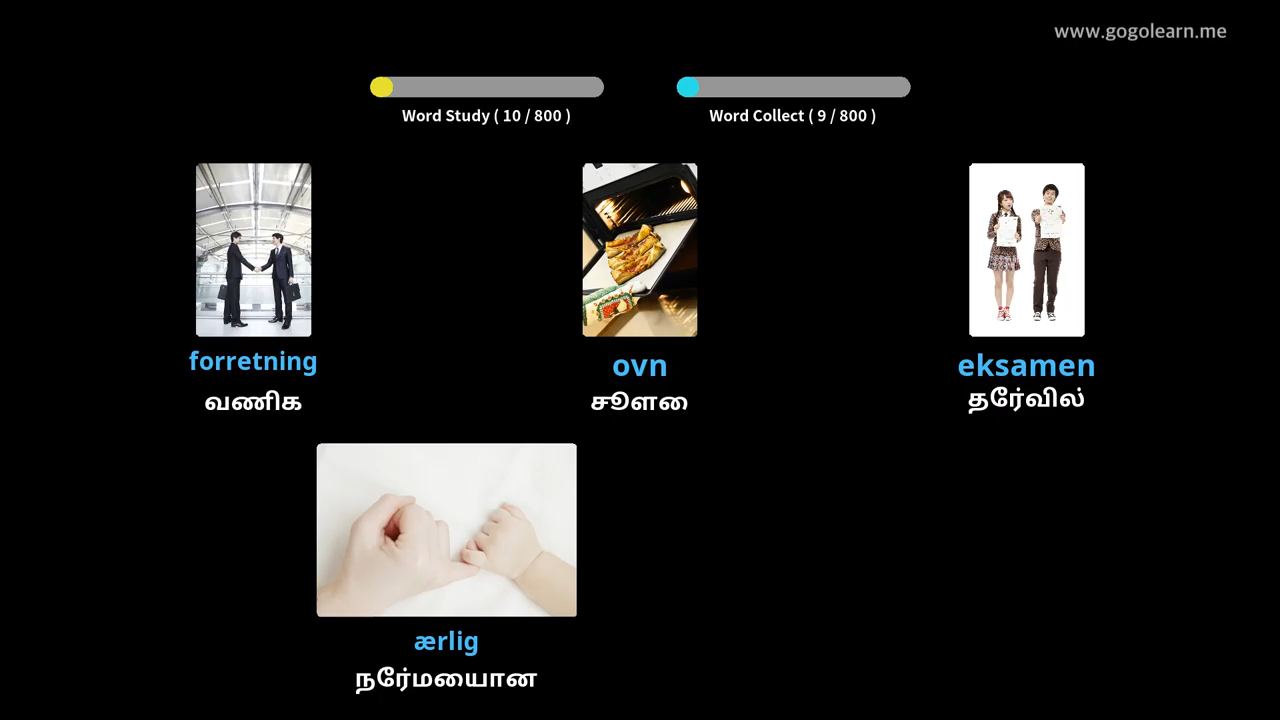 www.gogolearn.me
Word Study ( 10 / 800 )
Word Collect ( 9 / 800 )
forretning
ovn
eksamen
வணிக
சூளை
தேர்வில்
ærlig
நேர்மையான